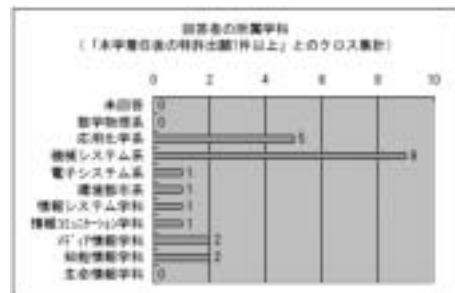 回答者の所属学科
(「本学着任後の特許出願1件以上」とのクロス集計)
0 2 4 6 8 10
未回答 0
数学物理系 0
応用化学系 5
機械システム系 9
電子システム系 1
環境都市系 1
情報システム学科 1
情報コミュニケーション学科 1
メディア情報学科 2
知能情報学科 2
生命情報学科 0